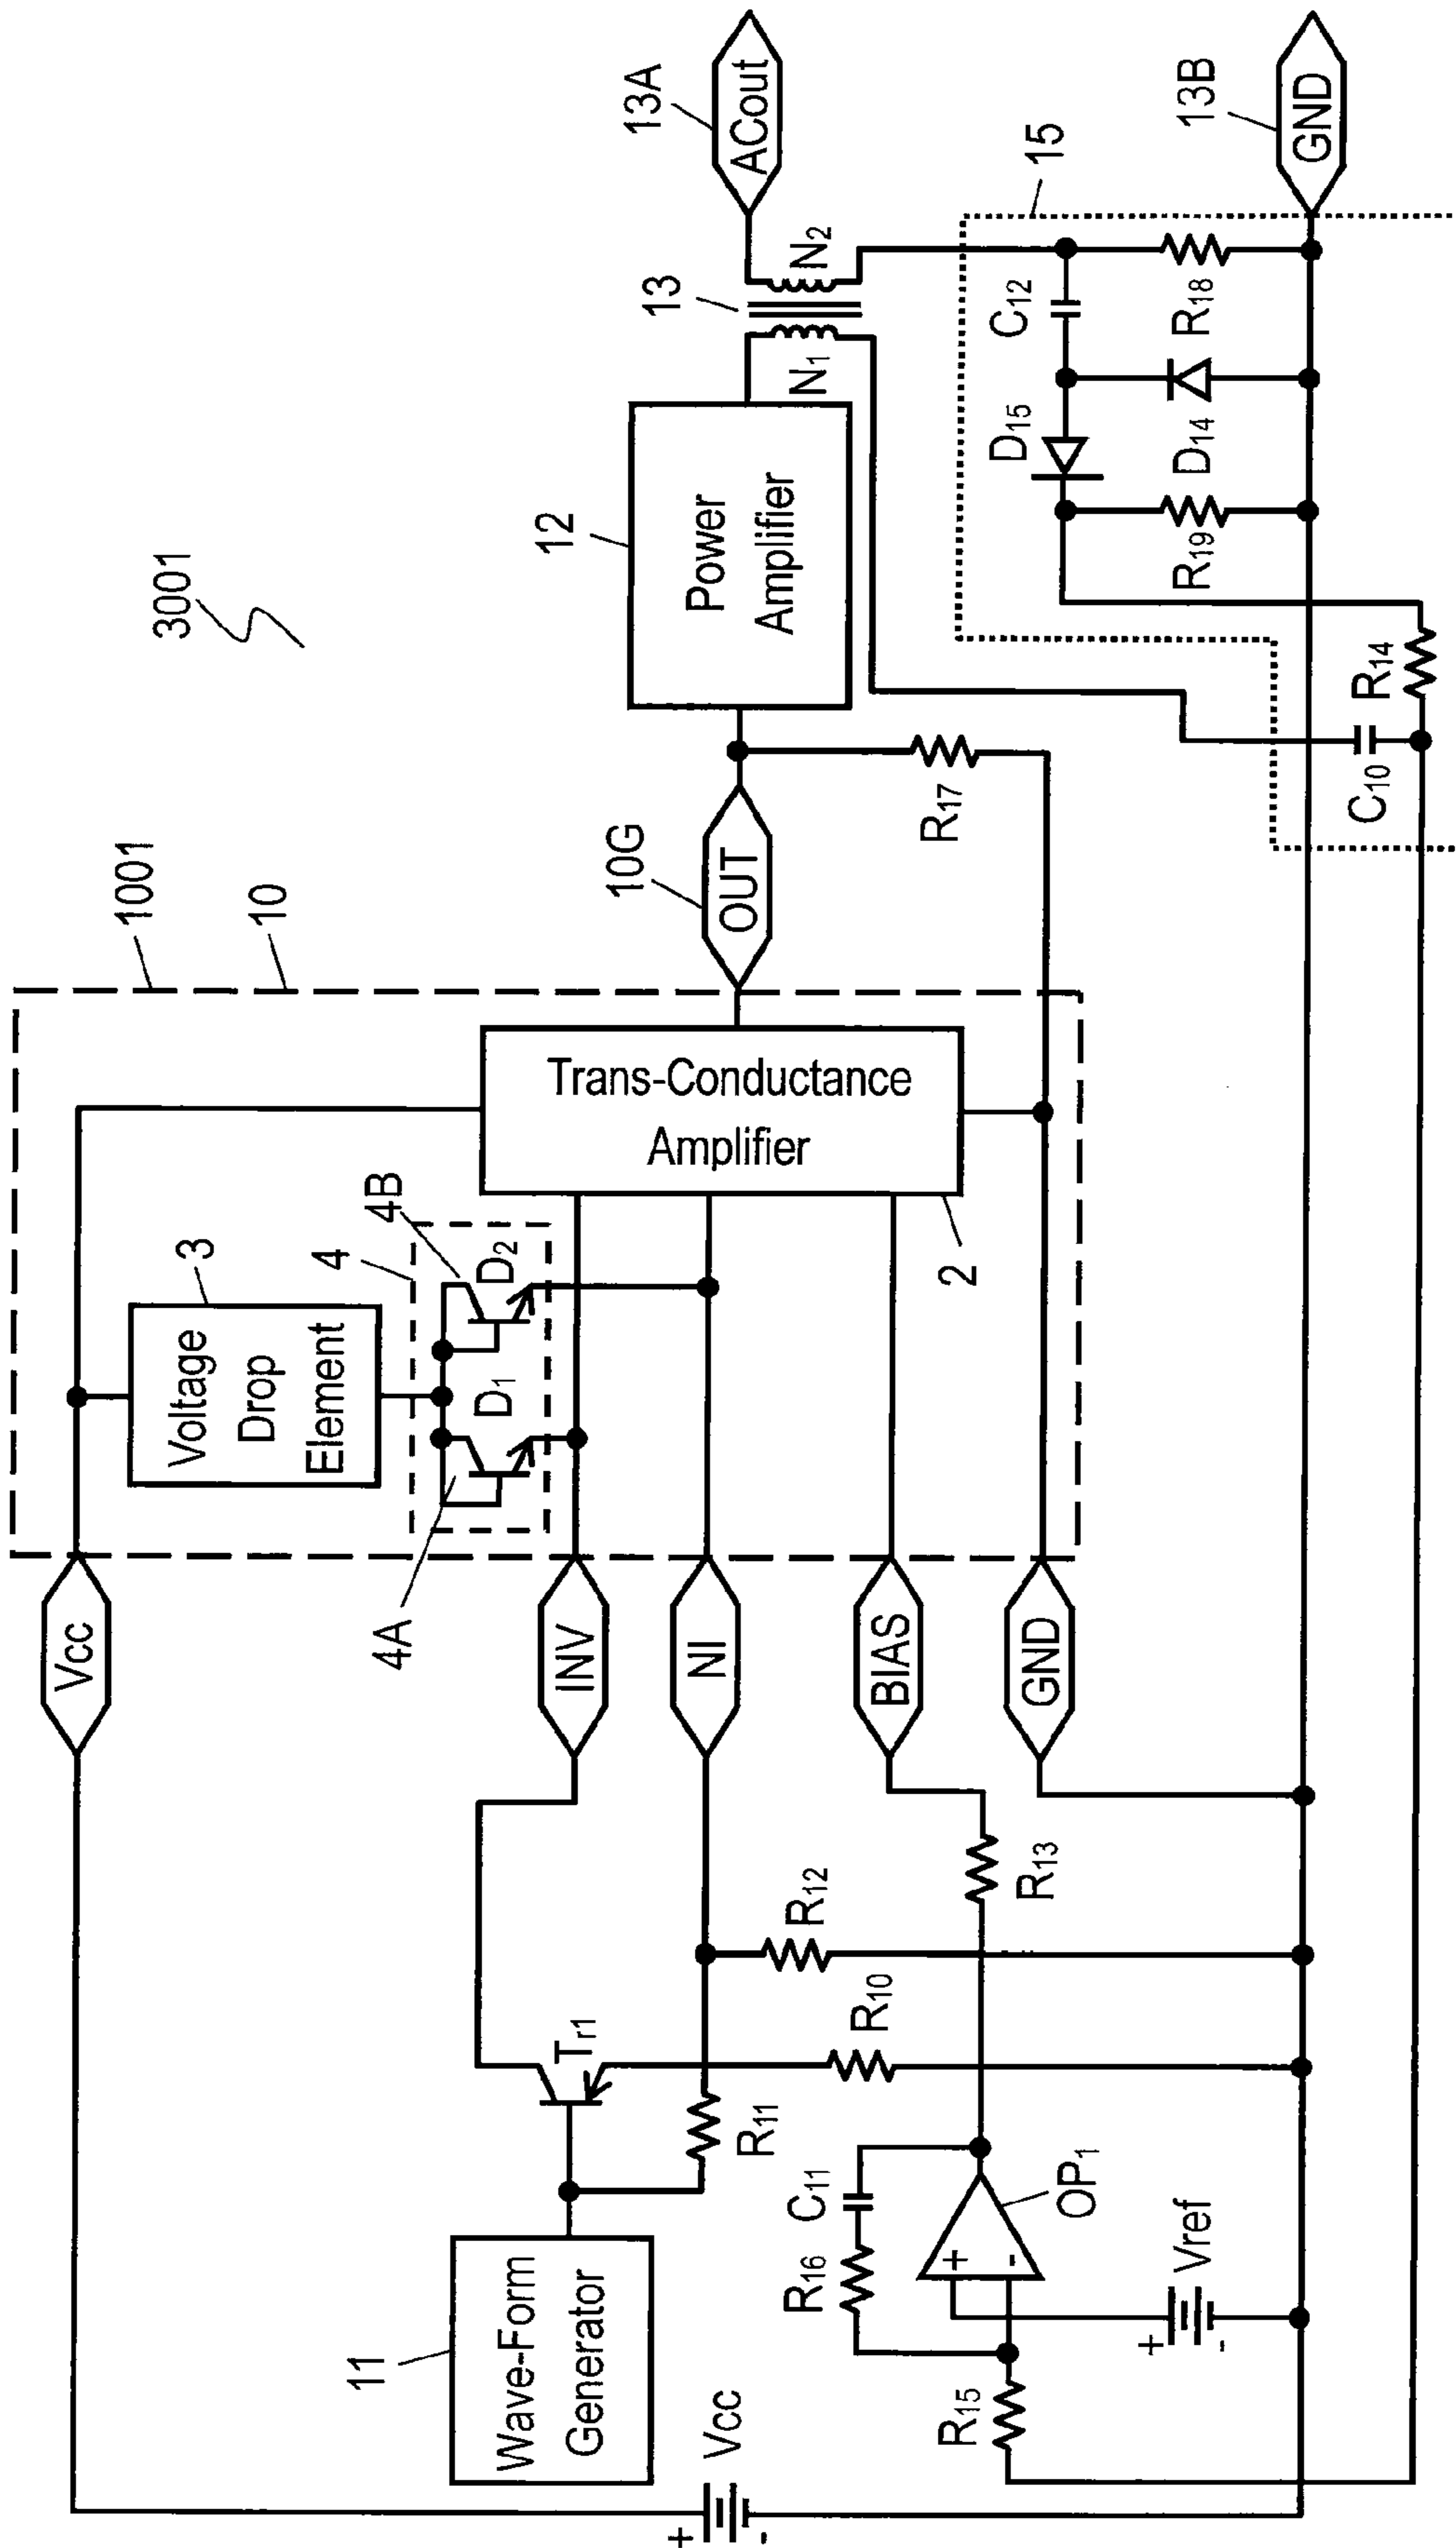 3001
1001
10
Vcc
Voltage
Drop
Element
3
4
4B
4A
D1
D2
Trans-Conductance
Amplifier
2
INV
NI
BIAS
GND
10G
OUT
R17
12
Power
Amplifier
13
N1
N2
13A
ACout
15
C12
R18
D15
D14
R19
R14
C10
13B
GND
11
Wave-Form
Generator
Tr1
R11
R10
R12
R13
C11
R16
OP1
+
-
R15
+
Vref
-
+
Vcc
-